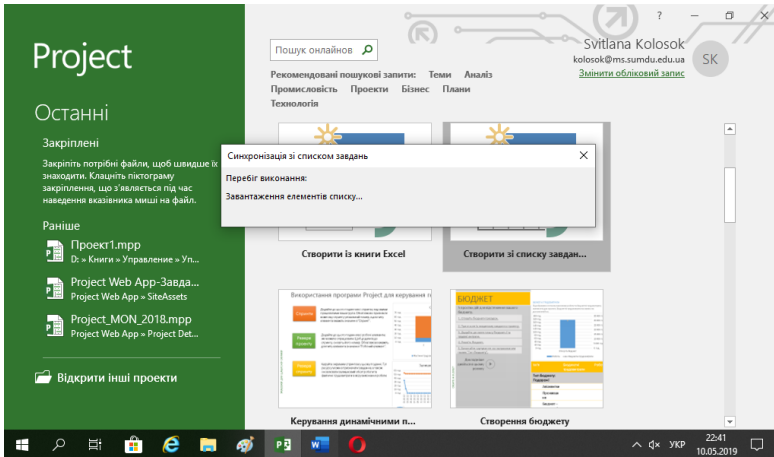 Project
Останні
Закріплені
Закріпіть потрібні файли, щоб швидше їх
знаходити. Клацніть піктограму
закріплення, що з'являється під час
наведення вказівника миші на файл.
Раніше
Проект1.mpp
D: » Книги » Управление » Уп...
Project Web App-Завда...
Project Web App » SiteAssets
Project_MON_2018.mpp
Project Web App » Project Det...
Відкрити інші проекти
?
Svitlana Kolosok
kolosok@ms.sumdu.edu.ua
Змінити обліковий запис
SK
Пошук онлайнов
Рекомендовані пошукові запити: Теми Аналіз
Промисловість Проекти Бізнес Плани
Технологія
Синхронізація зі списком завдань
Перебіг виконання:
Завантаження елементів списку...
Створити із книги Excel
Створити зі списку завдан...
Використання програми Project для керування
БЮДЖЕТ
Керування динамічними п...
Створення бюджету
УКР
22:41
10.05.2019